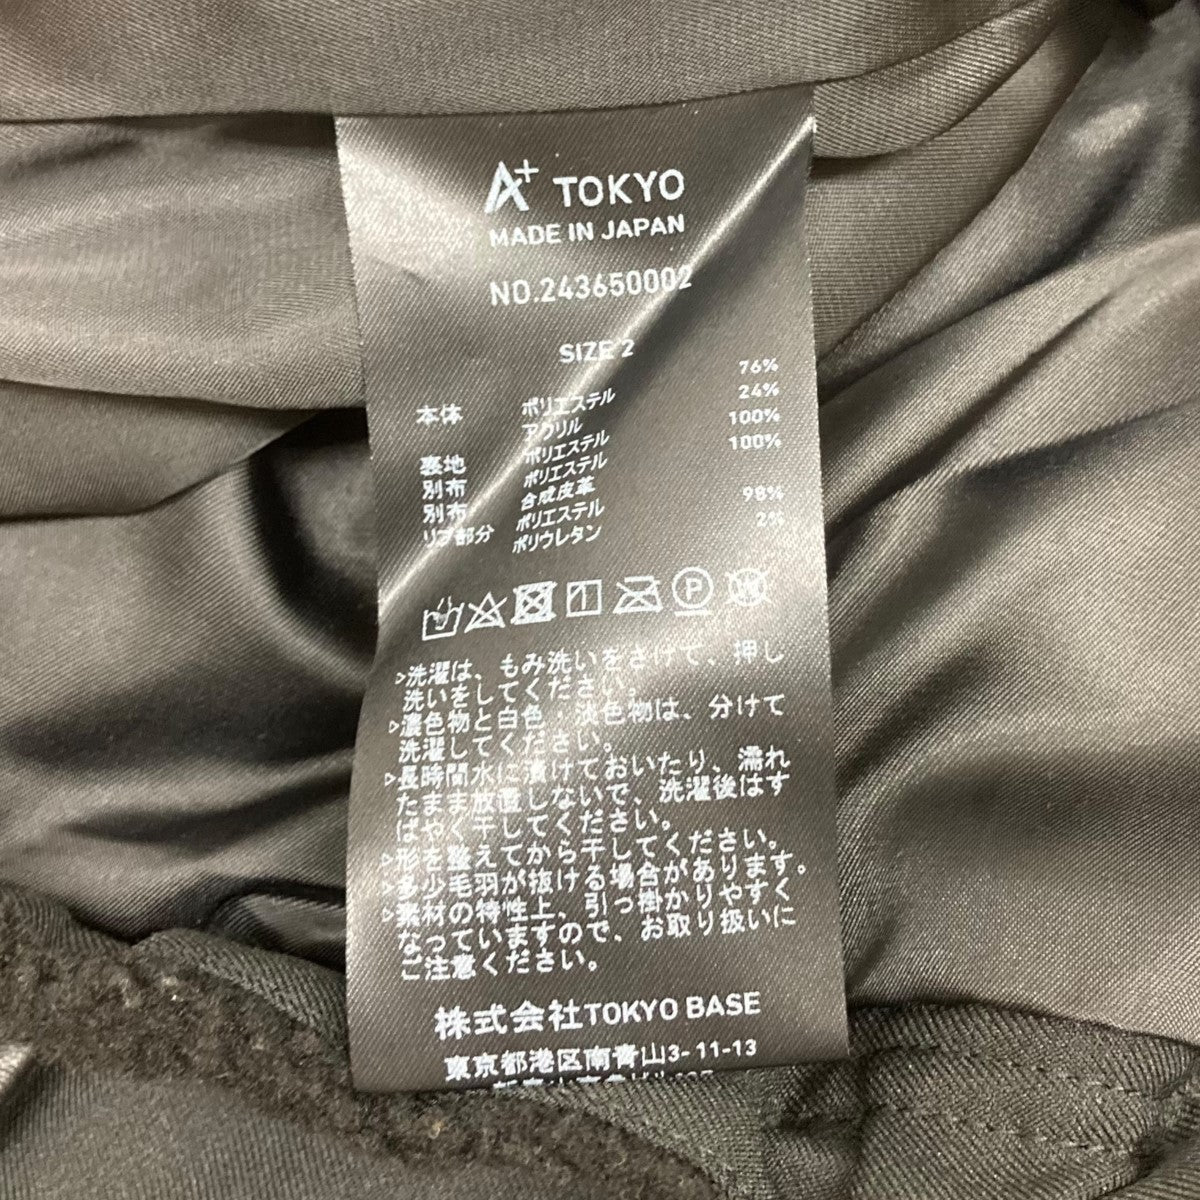 A+ TOKYO
MADE IN JAPAN
NO.243650002
SIZE 2
本体 ポリエステル 76%
アクリル 24%
裏地 ポリエステル 100%
別布 ポリエステル 100%
別布 合成皮革
リブ部分 ポリエステル 98%
ポリウレタン 2%
▷洗濯は、もみ洗いをさけて、押し
洗いをしてください。
▷濃色物と白色・淡色物は、分けて
洗濯してください。
▷長時間水に漬けておいたり、濡れ
たまま放置しないで、洗濯後はす
ばやく干してください。
▷形を整えてから干してください。
▷多少毛羽が抜ける場合があります。
▷素材の特性上、引っ掛かりやすく
なっていますので、お取り扱いに
ご注意ください。
株式会社TOKYO BASE
東京都港区南青山3-11-13